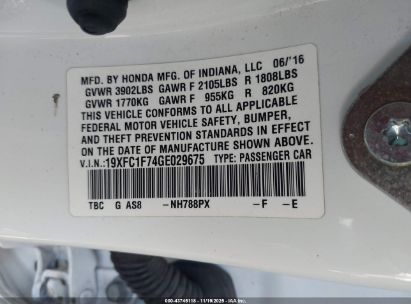 MFD. BY HONDA MFG. OF INDIANA, LLC 06/'16
GVWR 3902LBS GAWR F 2105LBS R 1808LBS
GVWR 1770KG GAWR F 955KG R 820KG
THIS VEHICLE CONFORMS TO ALL APPLICABLE
FEDERAL MOTOR VEHICLE SAFETY, BUMPER,
AND THEFT PREVENTION STANDARDS IN EFFECT
ON THE DATE OF MANUFACTURE SHOWN ABOVE.
V.I.N.:19XFC1F74GE029675 TYPE: PASSENGER CAR
TBC G AS8 -NH788PX -F -E